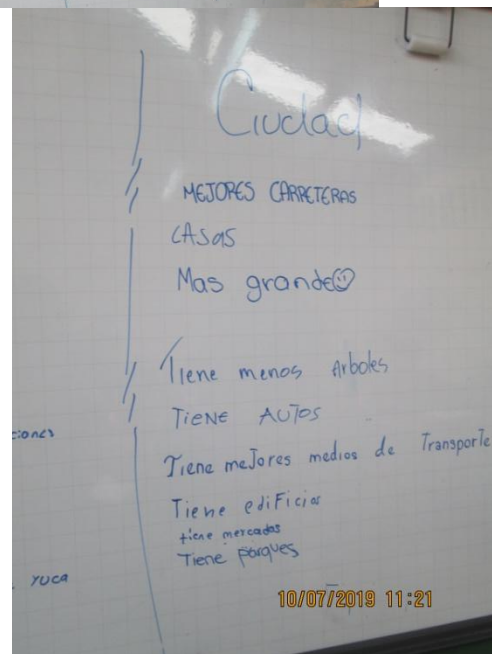 Ciudad
MEJORES CARRETERAS
CASAS
Mas grande
Tiene menos Arboles
TIENE AUTOS
ciones
Tiene mejores medios de Transporte
Tiene ediFicios
tiene mercados
Tiene parques
YUCA
10/07/2019 11:21